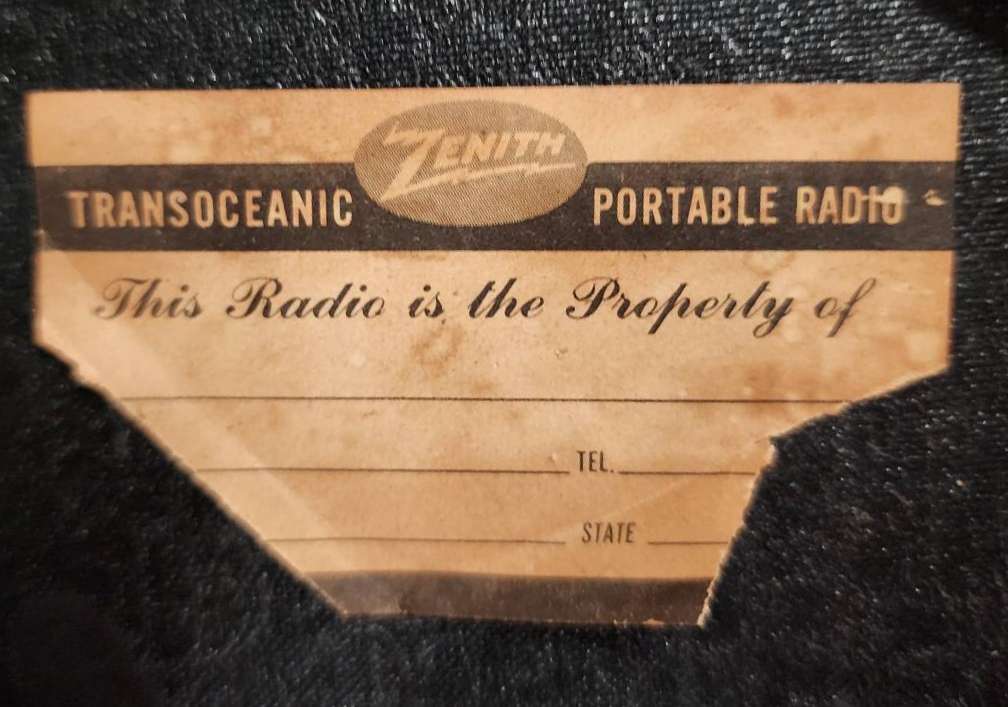 ZENITH
TRANSOCEANIC PORTABLE RADIO
This Radio is the Property of
TEL.
STATE